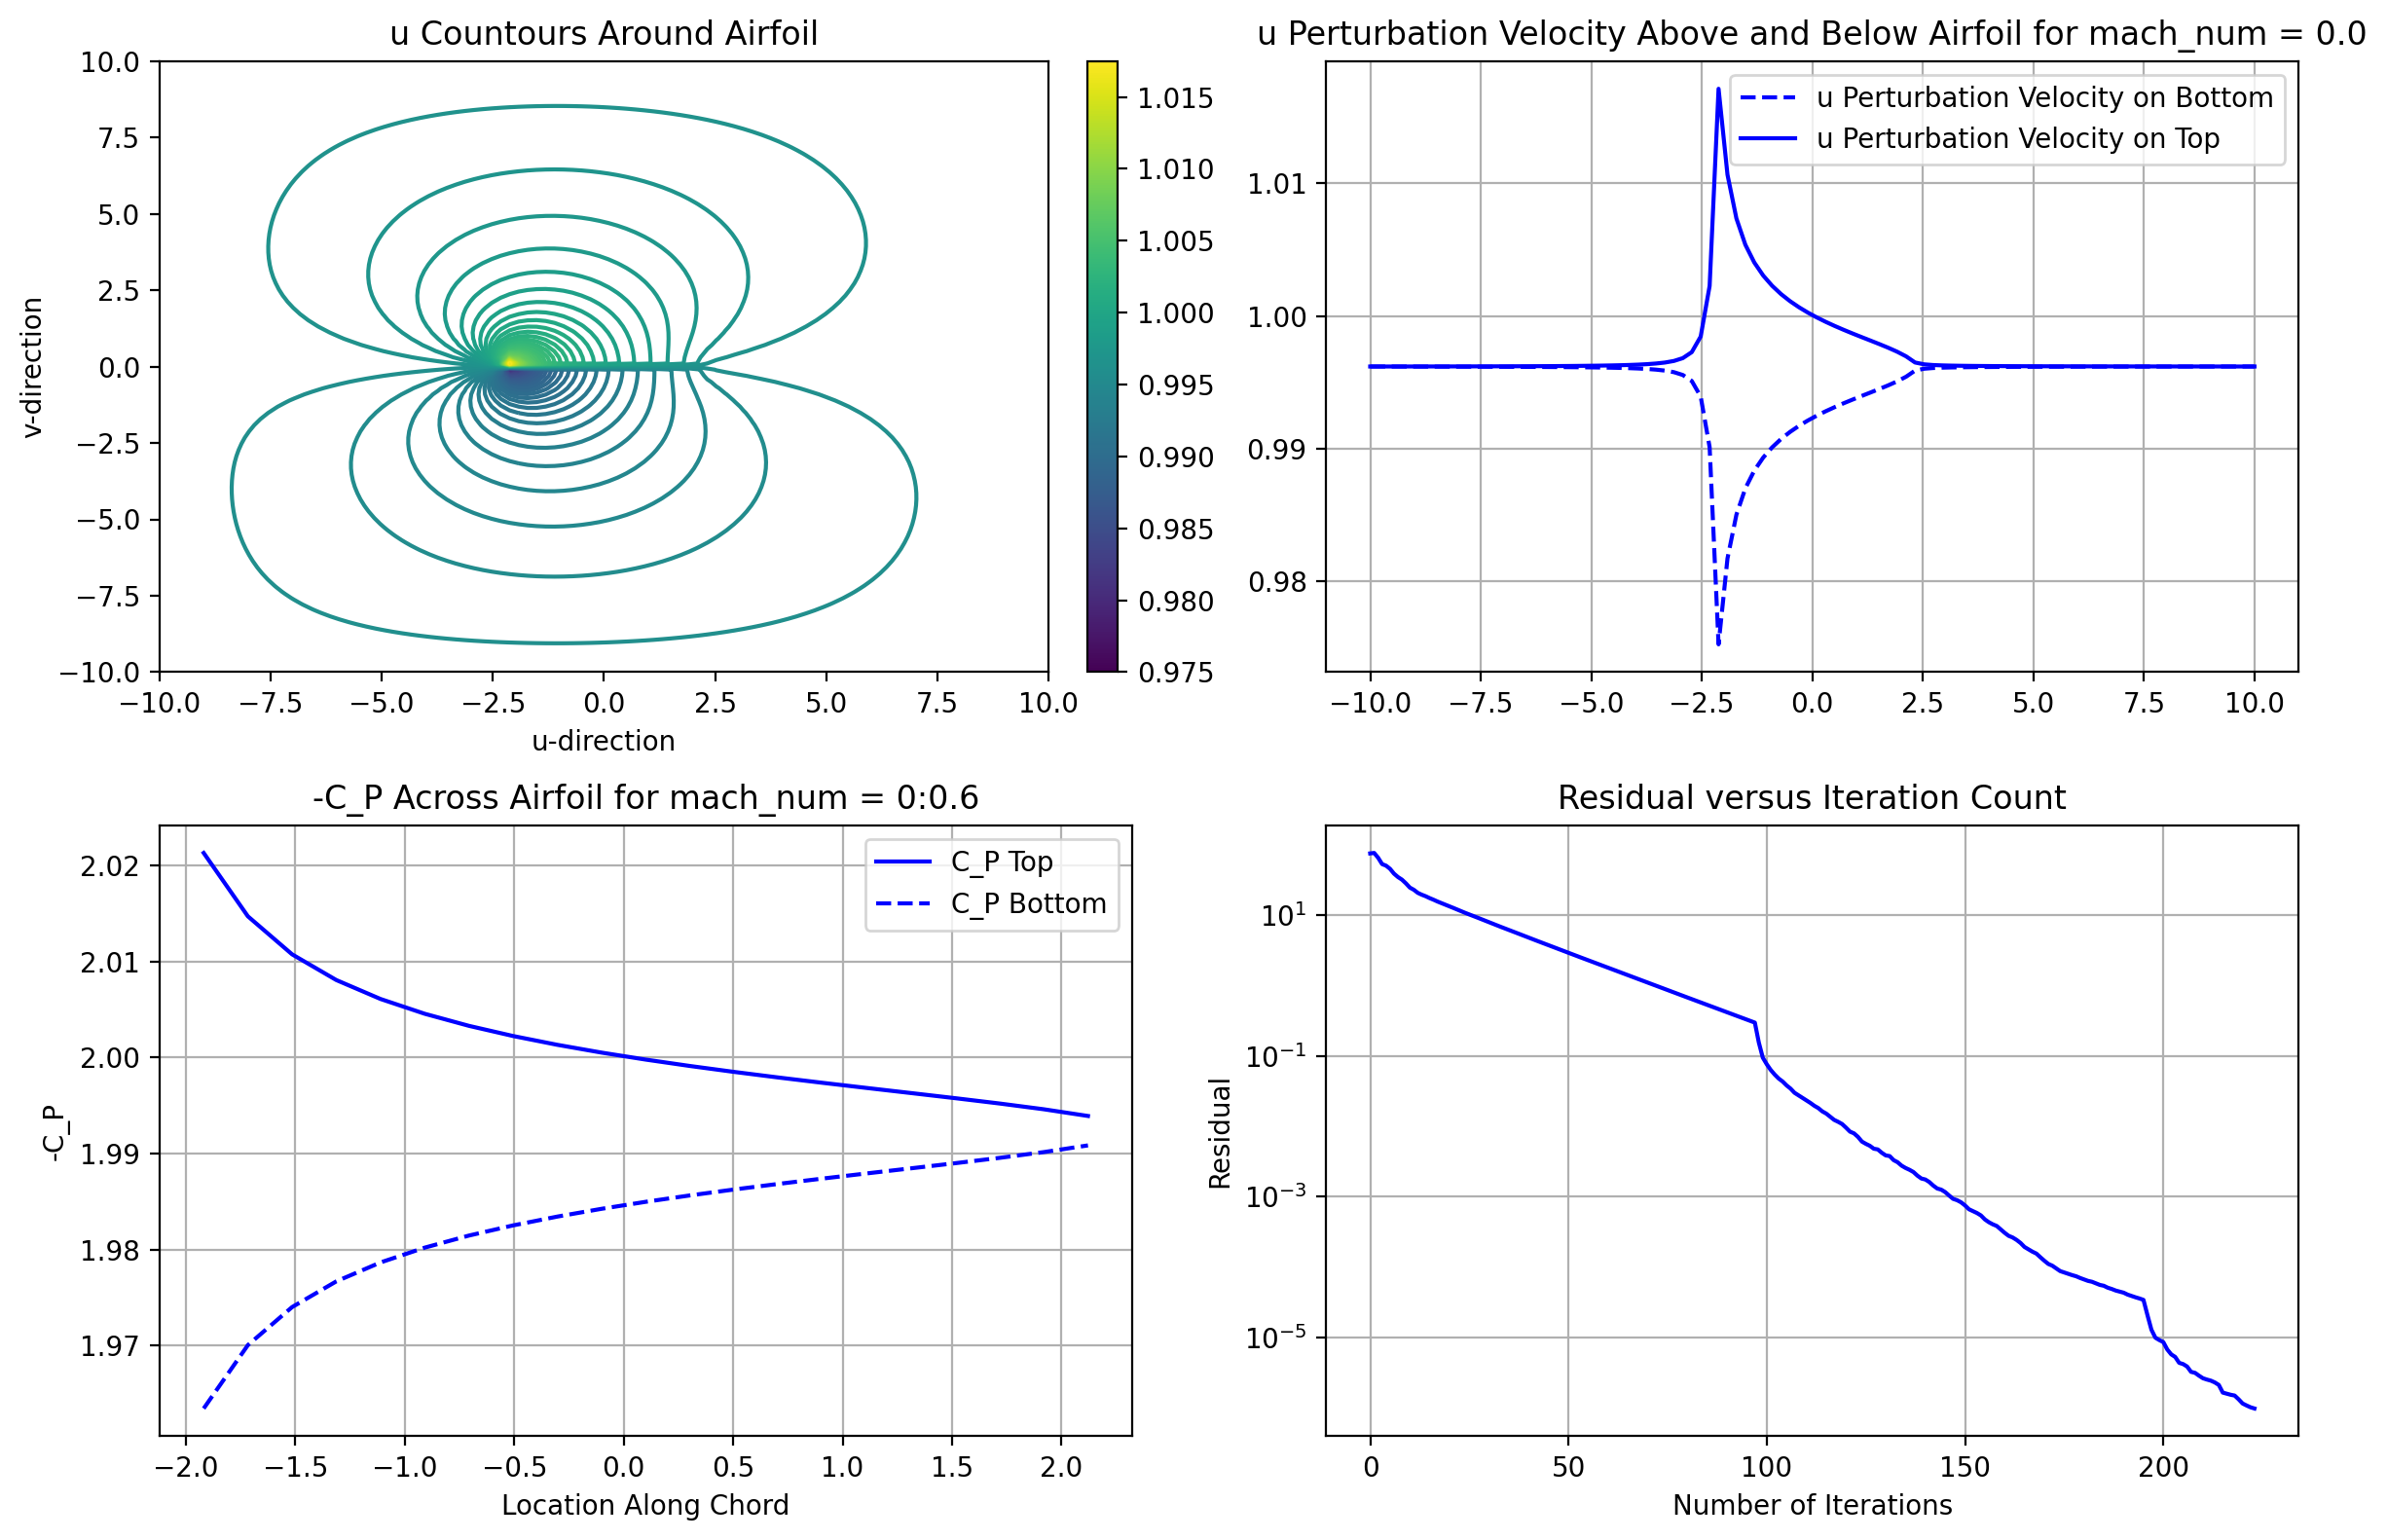 u Countours Around Airfoil
10.0
7.5
5.0
2.5
0.0
−2.5
−5.0
−7.5
−10.0
v-direction
−10.0 −7.5 −5.0 −2.5 0.0 2.5 5.0 7.5 10.0
u-direction
1.015
1.010
1.005
1.000
0.995
0.990
0.985
0.980
0.975
u Perturbation Velocity Above and Below Airfoil for mach_num = 0.0
u Perturbation Velocity on Bottom
u Perturbation Velocity on Top
1.01
1.00
0.99
0.98
−10.0 −7.5 −5.0 −2.5 0.0 2.5 5.0 7.5 10.0
-C_P Across Airfoil for mach_num = 0:0.6
C_P Top
C_P Bottom
2.02
2.01
2.00
1.99
1.98
1.97
-C_P
−2.0 −1.5 −1.0 −0.5 0.0 0.5 1.0 1.5 2.0
Location Along Chord
Residual versus Iteration Count
10¹
10⁻¹
10⁻³
10⁻⁵
Residual
0 50 100 150 200
Number of Iterations